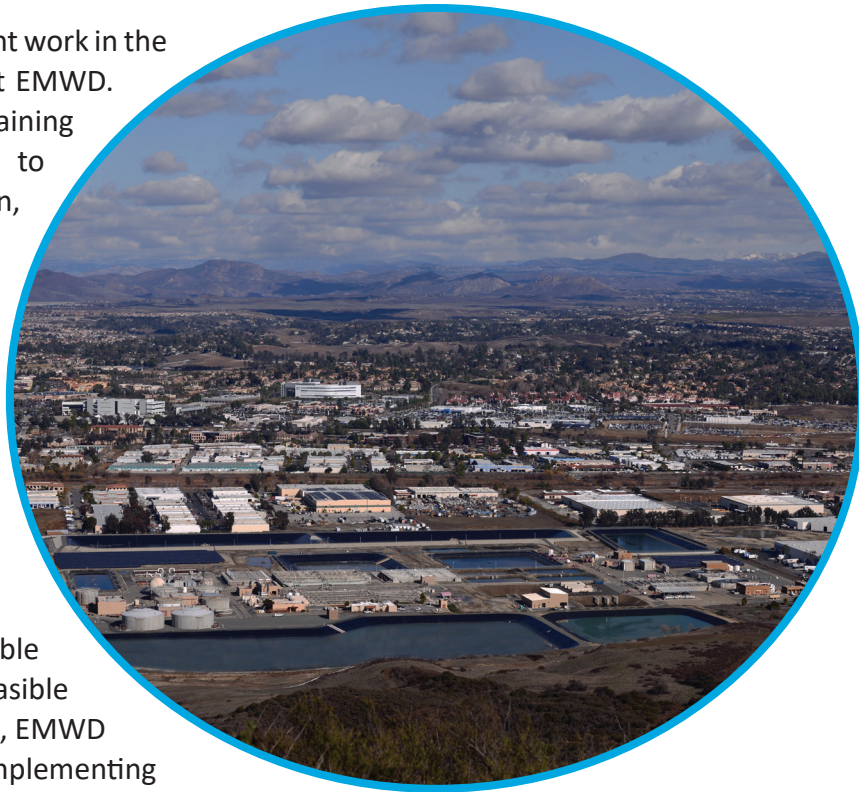 nt work in the
t EMWD.
aining
to
n,
ble
asible
, EMWD
mplementing